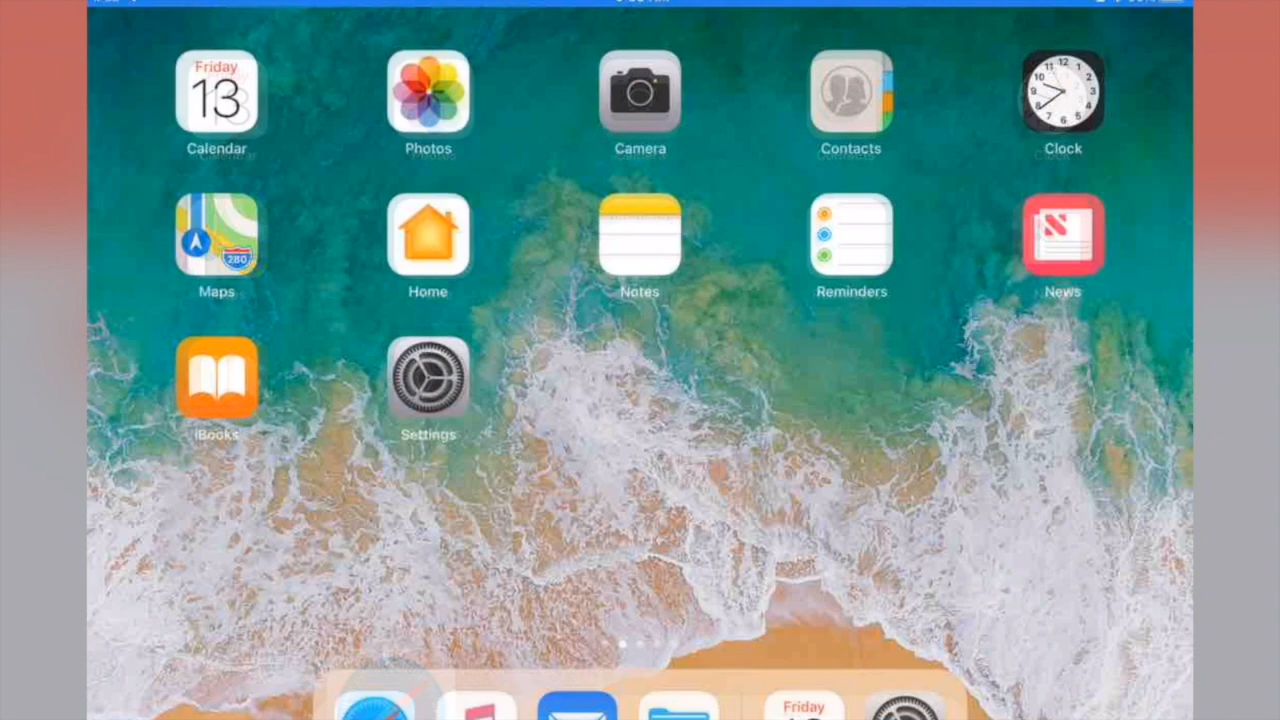 Friday
13
Calendar
Photos
Camera
Contacts
Clock
Maps
280
Home
Notes
Reminders
News
iBooks
Settings
Friday